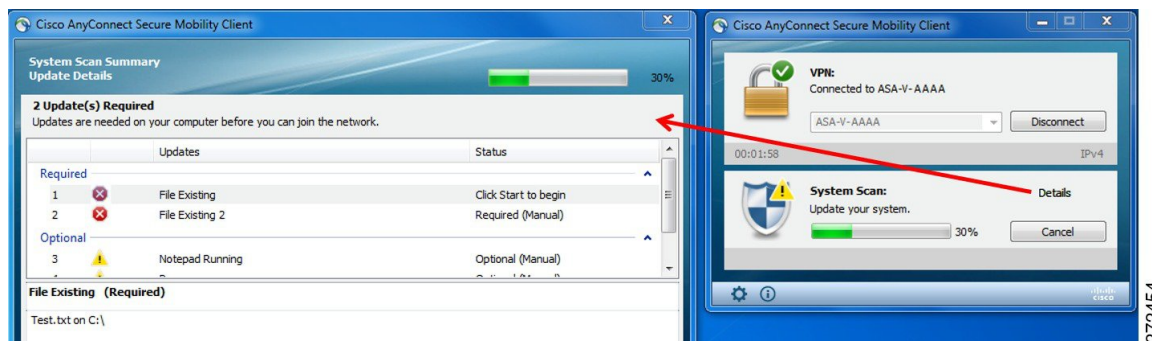 Cisco AnyConnect Secure Mobility Client
System Scan Summary
Update Details
30%
2 Update(s) Required
Updates are needed on your computer before you can join the network.
Updates Status
Required
1 File Existing Click Start to begin
2 File Existing 2 Required (Manual)
Optional
3 Notepad Running Optional (Manual)
File Existing (Required)
Test.txt on C:\
Cisco AnyConnect Secure Mobility Client
VPN:
Connected to ASA-V-AAAA
ASA-V-AAAA Disconnect
00:01:58 IPv4
System Scan: Details
Update your system.
30% Cancel
CISCO